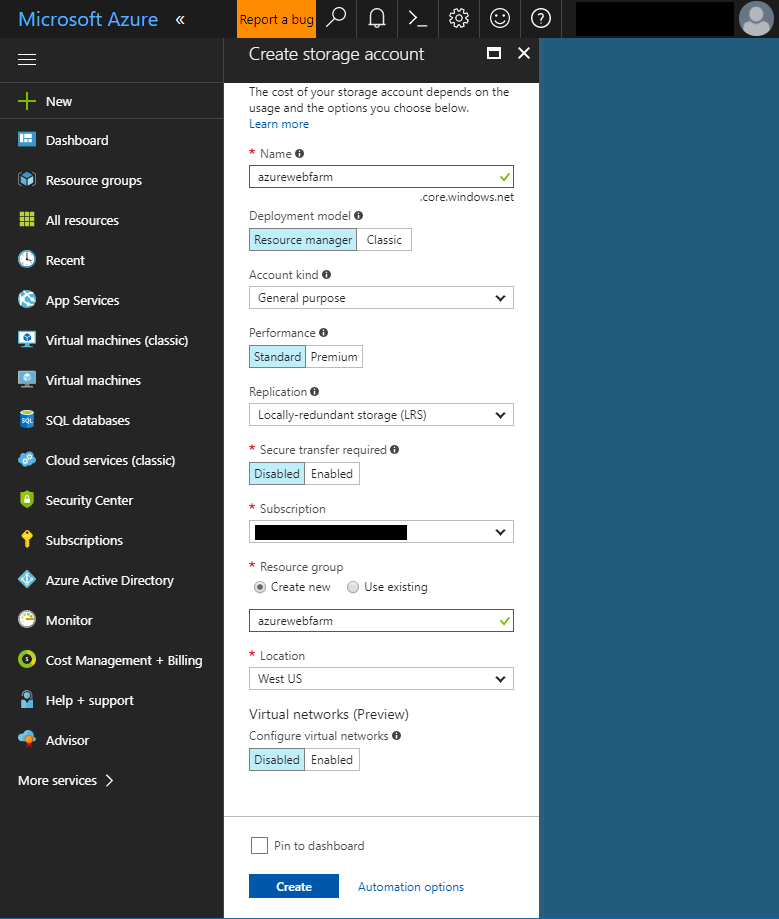 Microsoft Azure «
Report a bug
New
Dashboard
Resource groups
All resources
Recent
App Services
Virtual machines (classic)
Virtual machines
SQL databases
Cloud services (classic)
Security Center
Subscriptions
Azure Active Directory
Monitor
Cost Management + Billing
Help + support
Advisor
More services
Create storage account
The cost of your storage account depends on the
usage and the options you choose below.
Learn more
* Name
azurewebfarm
.core.windows.net
Deployment model
Resource manager Classic
Account kind
General purpose
Performance
Standard Premium
Replication
Locally-redundant storage (LRS)
* Secure transfer required
Disabled Enabled
* Subscription
* Resource group
Create new Use existing
azurewebfarm
* Location
West US
Virtual networks (Preview)
Configure virtual networks
Disabled Enabled
Pin to dashboard
Create Automation options